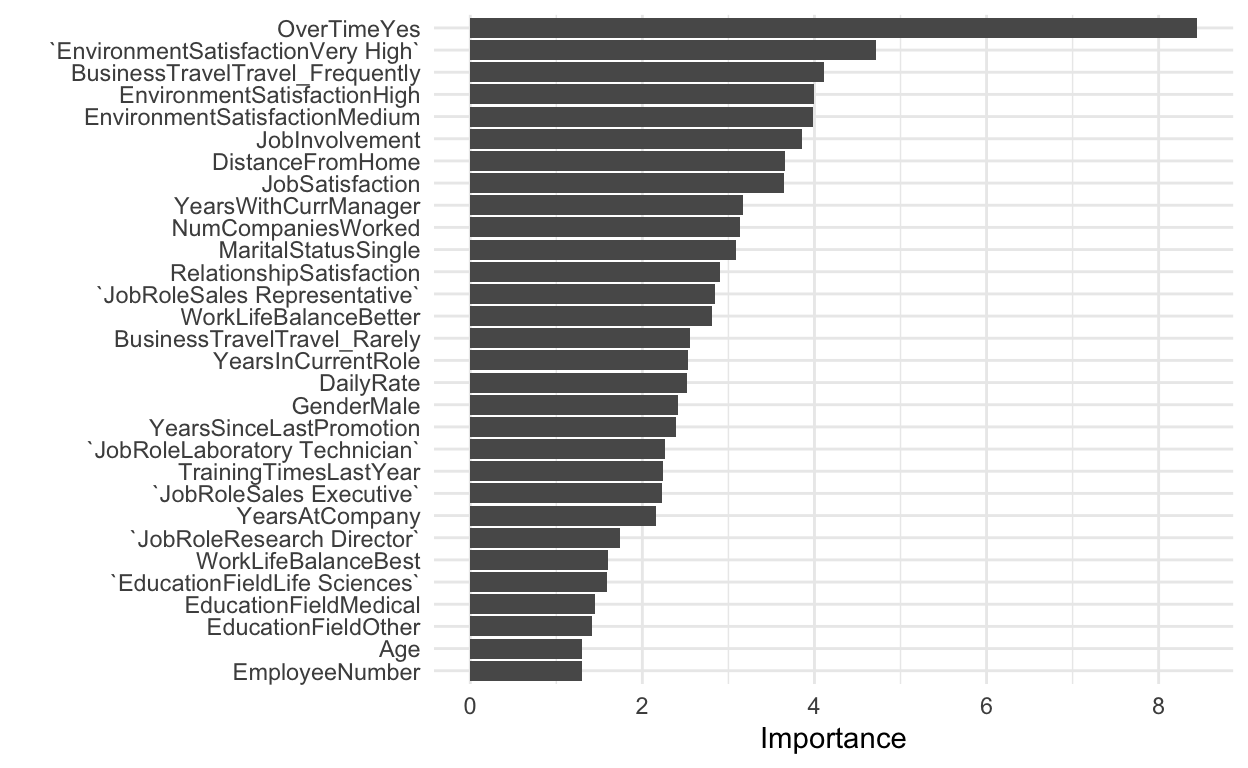 OverTimeYes
`EnvironmentSatisfactionVery High`
BusinessTravelTravel_Frequently
EnvironmentSatisfactionHigh
EnvironmentSatisfactionMedium
JobInvolvement
DistanceFromHome
JobSatisfaction
YearsWithCurrManager
NumCompaniesWorked
MaritalStatusSingle
RelationshipSatisfaction
`JobRoleSales Representative`
WorkLifeBalanceBetter
BusinessTravelTravel_Rarely
YearsInCurrentRole
DailyRate
GenderMale
YearsSinceLastPromotion
`JobRoleLaboratory Technician`
TrainingTimesLastYear
`JobRoleSales Executive`
YearsAtCompany
`JobRoleResearch Director`
WorkLifeBalanceBest
`EducationFieldLife Sciences`
EducationFieldMedical
EducationFieldOther
Age
EmployeeNumber
0 2 4 6 8
Importance